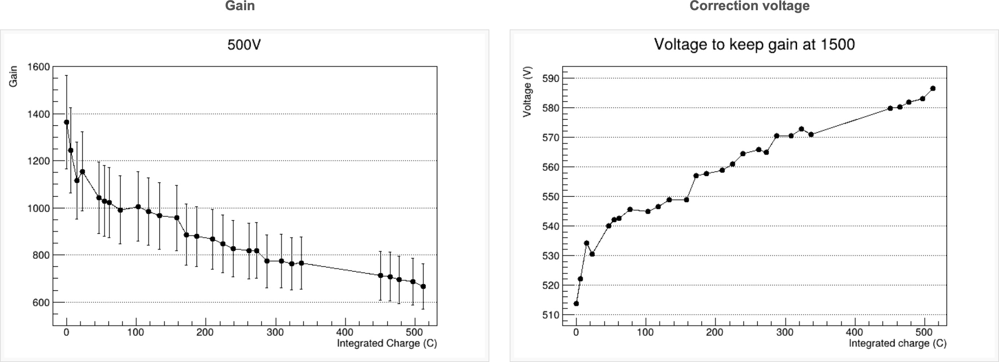 Gain
Correction voltage
500V
Gain
1600
1400
1200
1000
800
600
0 100 200 300 400 500
Integrated Charge (C)
Voltage to keep gain at 1500
Voltage (V)
590
580
570
560
550
540
530
520
510
0 100 200 300 400 500
Integrated charge (C)